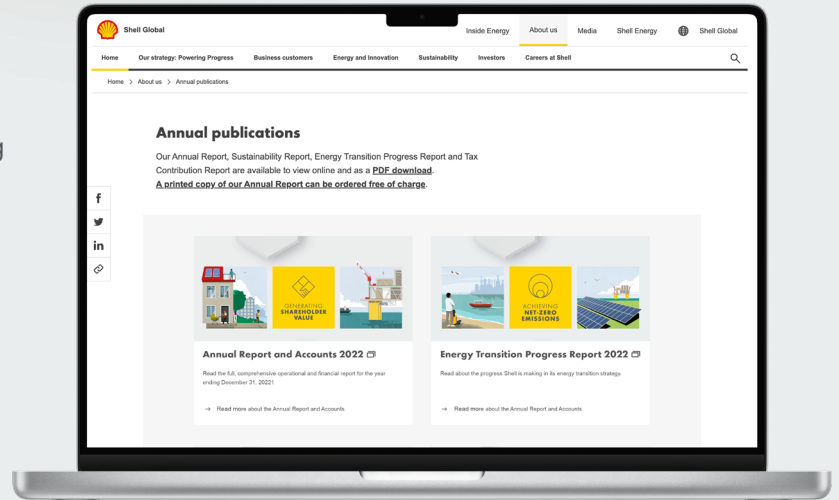 Shell Global
Inside Energy
About us
Media
Shell Energy
Shell Global
Home
Our strategy: Powering Progress
Business customers
Energy and Innovation
Sustainability
Investors
Careers at Shell
Home > About us > Annual publications
g
Annual publications
Our Annual Report, Sustainability Report, Energy Transition Progress Report and Tax
Contribution Report are available to view online and as a PDF download.
A printed copy of our Annual Report can be ordered free of charge.
GENERATING
SHAREHOLDER
VALUE
ACHIEVING
NET-ZERO
EMISSIONS
Annual Report and Accounts 2022
Read the full, comprehensive operational and financial report for the year
ending December 31, 2022!
→ Read more about the Annual Report and Accounts
Energy Transition Progress Report 2022
Read about the progress Shell is making in its energy transition strategy.
→ Read more about the Annual Report and Accounts